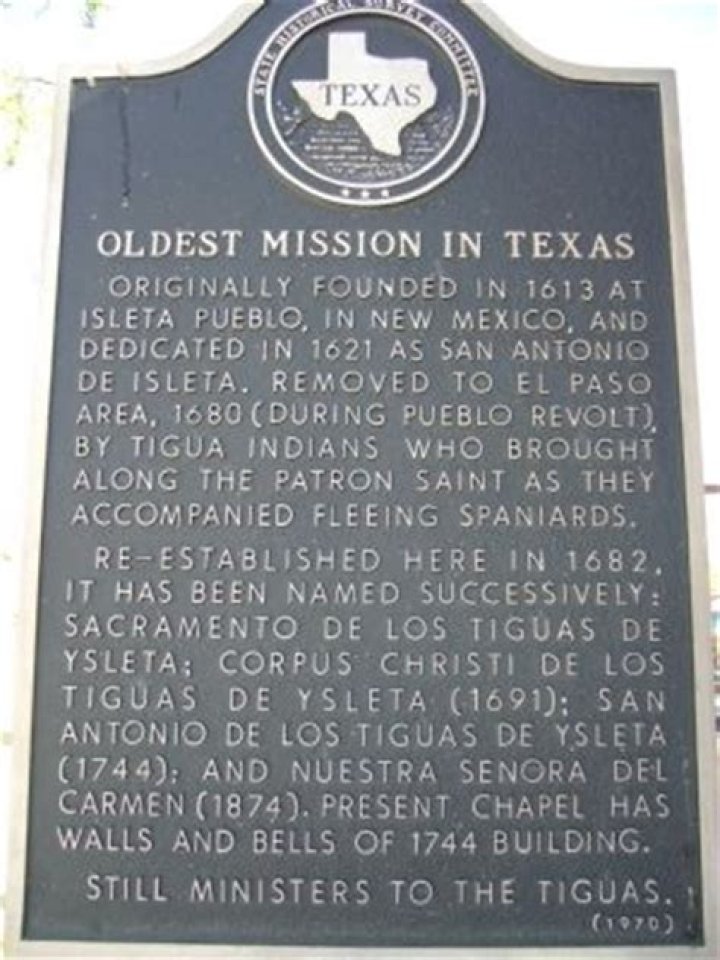 STATE HISTORICAL SURVEY COMMITTEE
TEXAS
OLDEST MISSION IN TEXAS
ORIGINALLY FOUNDED IN 1613 AT
ISLETA PUEBLO, IN NEW MEXICO, AND
DEDICATED IN 1621 AS SAN ANTONIO
DE ISLETA. REMOVED TO EL PASO
AREA, 1680 (DURING PUEBLO REVOLT),
BY TIGUA INDIANS WHO BROUGHT
ALONG THE PATRON SAINT AS THEY
ACCOMPANIED FLEEING SPANIARDS.
RE-ESTABLISHED HERE IN 1682,
IT HAS BEEN NAMED SUCCESSIVELY:
SACRAMENTO DE LOS TIGUAS DE
YSLETA; CORPUS CHRISTI DE LOS
TIGUAS DE YSLETA (1691); SAN
ANTONIO DE LOS TIGUAS DE YSLETA
(1744); AND NUESTRA SENORA DEL
CARMEN (1874). PRESENT CHAPEL HAS
WALLS AND BELLS OF 1744 BUILDING.
STILL MINISTERS TO THE TIGUAS.
(1970)